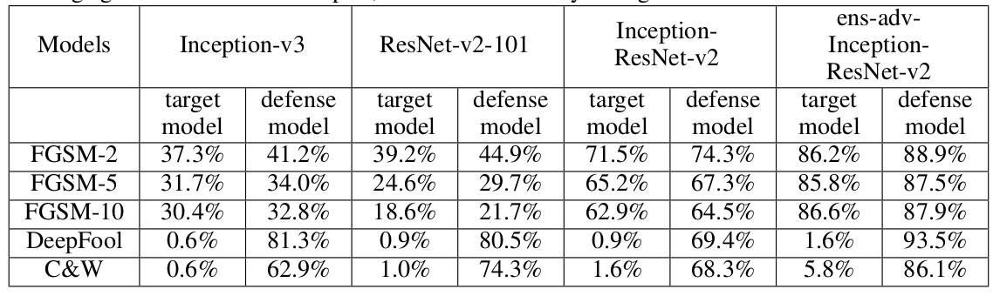 Models Inception-v3 ResNet-v2-101 Inception-ResNet-v2 ens-adv-Inception-ResNet-v2
target model defense model target model defense model target model defense model target model defense model
FGSM-2 37.3% 41.2% 39.2% 44.9% 71.5% 74.3% 86.2% 88.9%
FGSM-5 31.7% 34.0% 24.6% 29.7% 65.2% 67.3% 85.8% 87.5%
FGSM-10 30.4% 32.8% 18.6% 21.7% 62.9% 64.5% 86.6% 87.9%
DeepFool 0.6% 81.3% 0.9% 80.5% 0.9% 69.4% 1.6% 93.5%
C&W 0.6% 62.9% 1.0% 74.3% 1.6% 68.3% 5.8% 86.1%